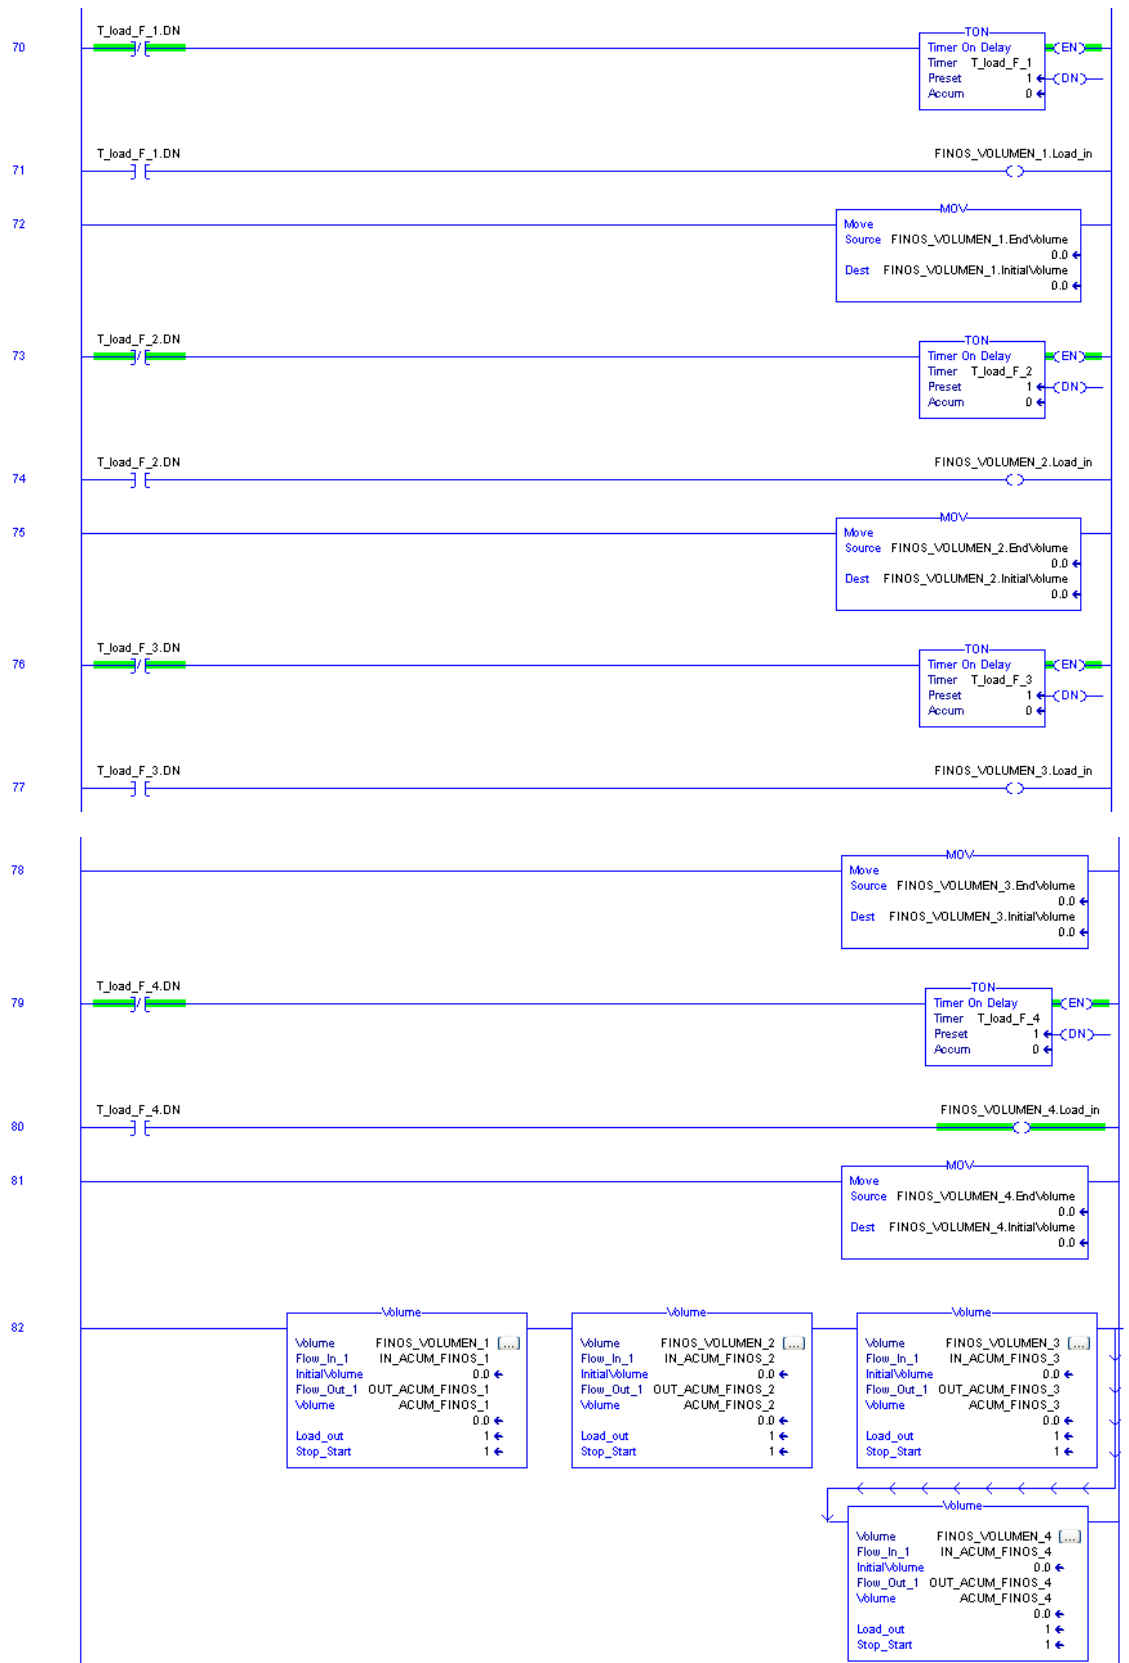 T_load_F_1.DN
TON
70
Timer On Delay
EN
Timer T_load_F_1
Preset 1
DN
Accum 0
T_load_F_1.DN
FINOS_VOLUMEN_1.Load_in
71
MOV
72
Move
Source FINOS_VOLUMEN_1.EndVolume
0.0
Dest FINOS_VOLUMEN_1.InitialVolume
0.0
T_load_F_2.DN
TON
73
Timer On Delay
EN
Timer T_load_F_2
Preset 1
DN
Accum 0
T_load_F_2.DN
FINOS_VOLUMEN_2.Load_in
74
MOV
75
Move
Source FINOS_VOLUMEN_2.EndVolume
0.0
Dest FINOS_VOLUMEN_2.InitialVolume
0.0
T_load_F_3.DN
TON
76
Timer On Delay
EN
Timer T_load_F_3
Preset 1
DN
Accum 0
T_load_F_3.DN
FINOS_VOLUMEN_3.Load_in
77
MOV
78
Move
Source FINOS_VOLUMEN_3.EndVolume
0.0
Dest FINOS_VOLUMEN_3.InitialVolume
0.0
T_load_F_4.DN
TON
79
Timer On Delay
EN
Timer T_load_F_4
Preset 1
DN
Accum 0
T_load_F_4.DN
FINOS_VOLUMEN_4.Load_in
80
MOV
81
Move
Source FINOS_VOLUMEN_4.EndVolume
0.0
Dest FINOS_VOLUMEN_4.InitialVolume
0.0
82
Volume
Volume FINOS_VOLUMEN_1 ...
Flow_In_1 IN_ACUM_FINOS_1
InitialVolume 0.0
Flow_Out_1 OUT_ACUM_FINOS_1
Volume ACUM_FINOS_1
0.0
Load_out 1
Stop_Start 1
Volume
Volume FINOS_VOLUMEN_2 ...
Flow_In_1 IN_ACUM_FINOS_2
InitialVolume 0.0
Flow_Out_1 OUT_ACUM_FINOS_2
Volume ACUM_FINOS_2
0.0
Load_out 1
Stop_Start 1
Volume
Volume FINOS_VOLUMEN_3 ...
Flow_In_1 IN_ACUM_FINOS_3
InitialVolume 0.0
Flow_Out_1 OUT_ACUM_FINOS_3
Volume ACUM_FINOS_3
0.0
Load_out 1
Stop_Start 1
Volume
Volume FINOS_VOLUMEN_4 ...
Flow_In_1 IN_ACUM_FINOS_4
InitialVolume 0.0
Flow_Out_1 OUT_ACUM_FINOS_4
Volume ACUM_FINOS_4
0.0
Load_out 1
Stop_Start 1